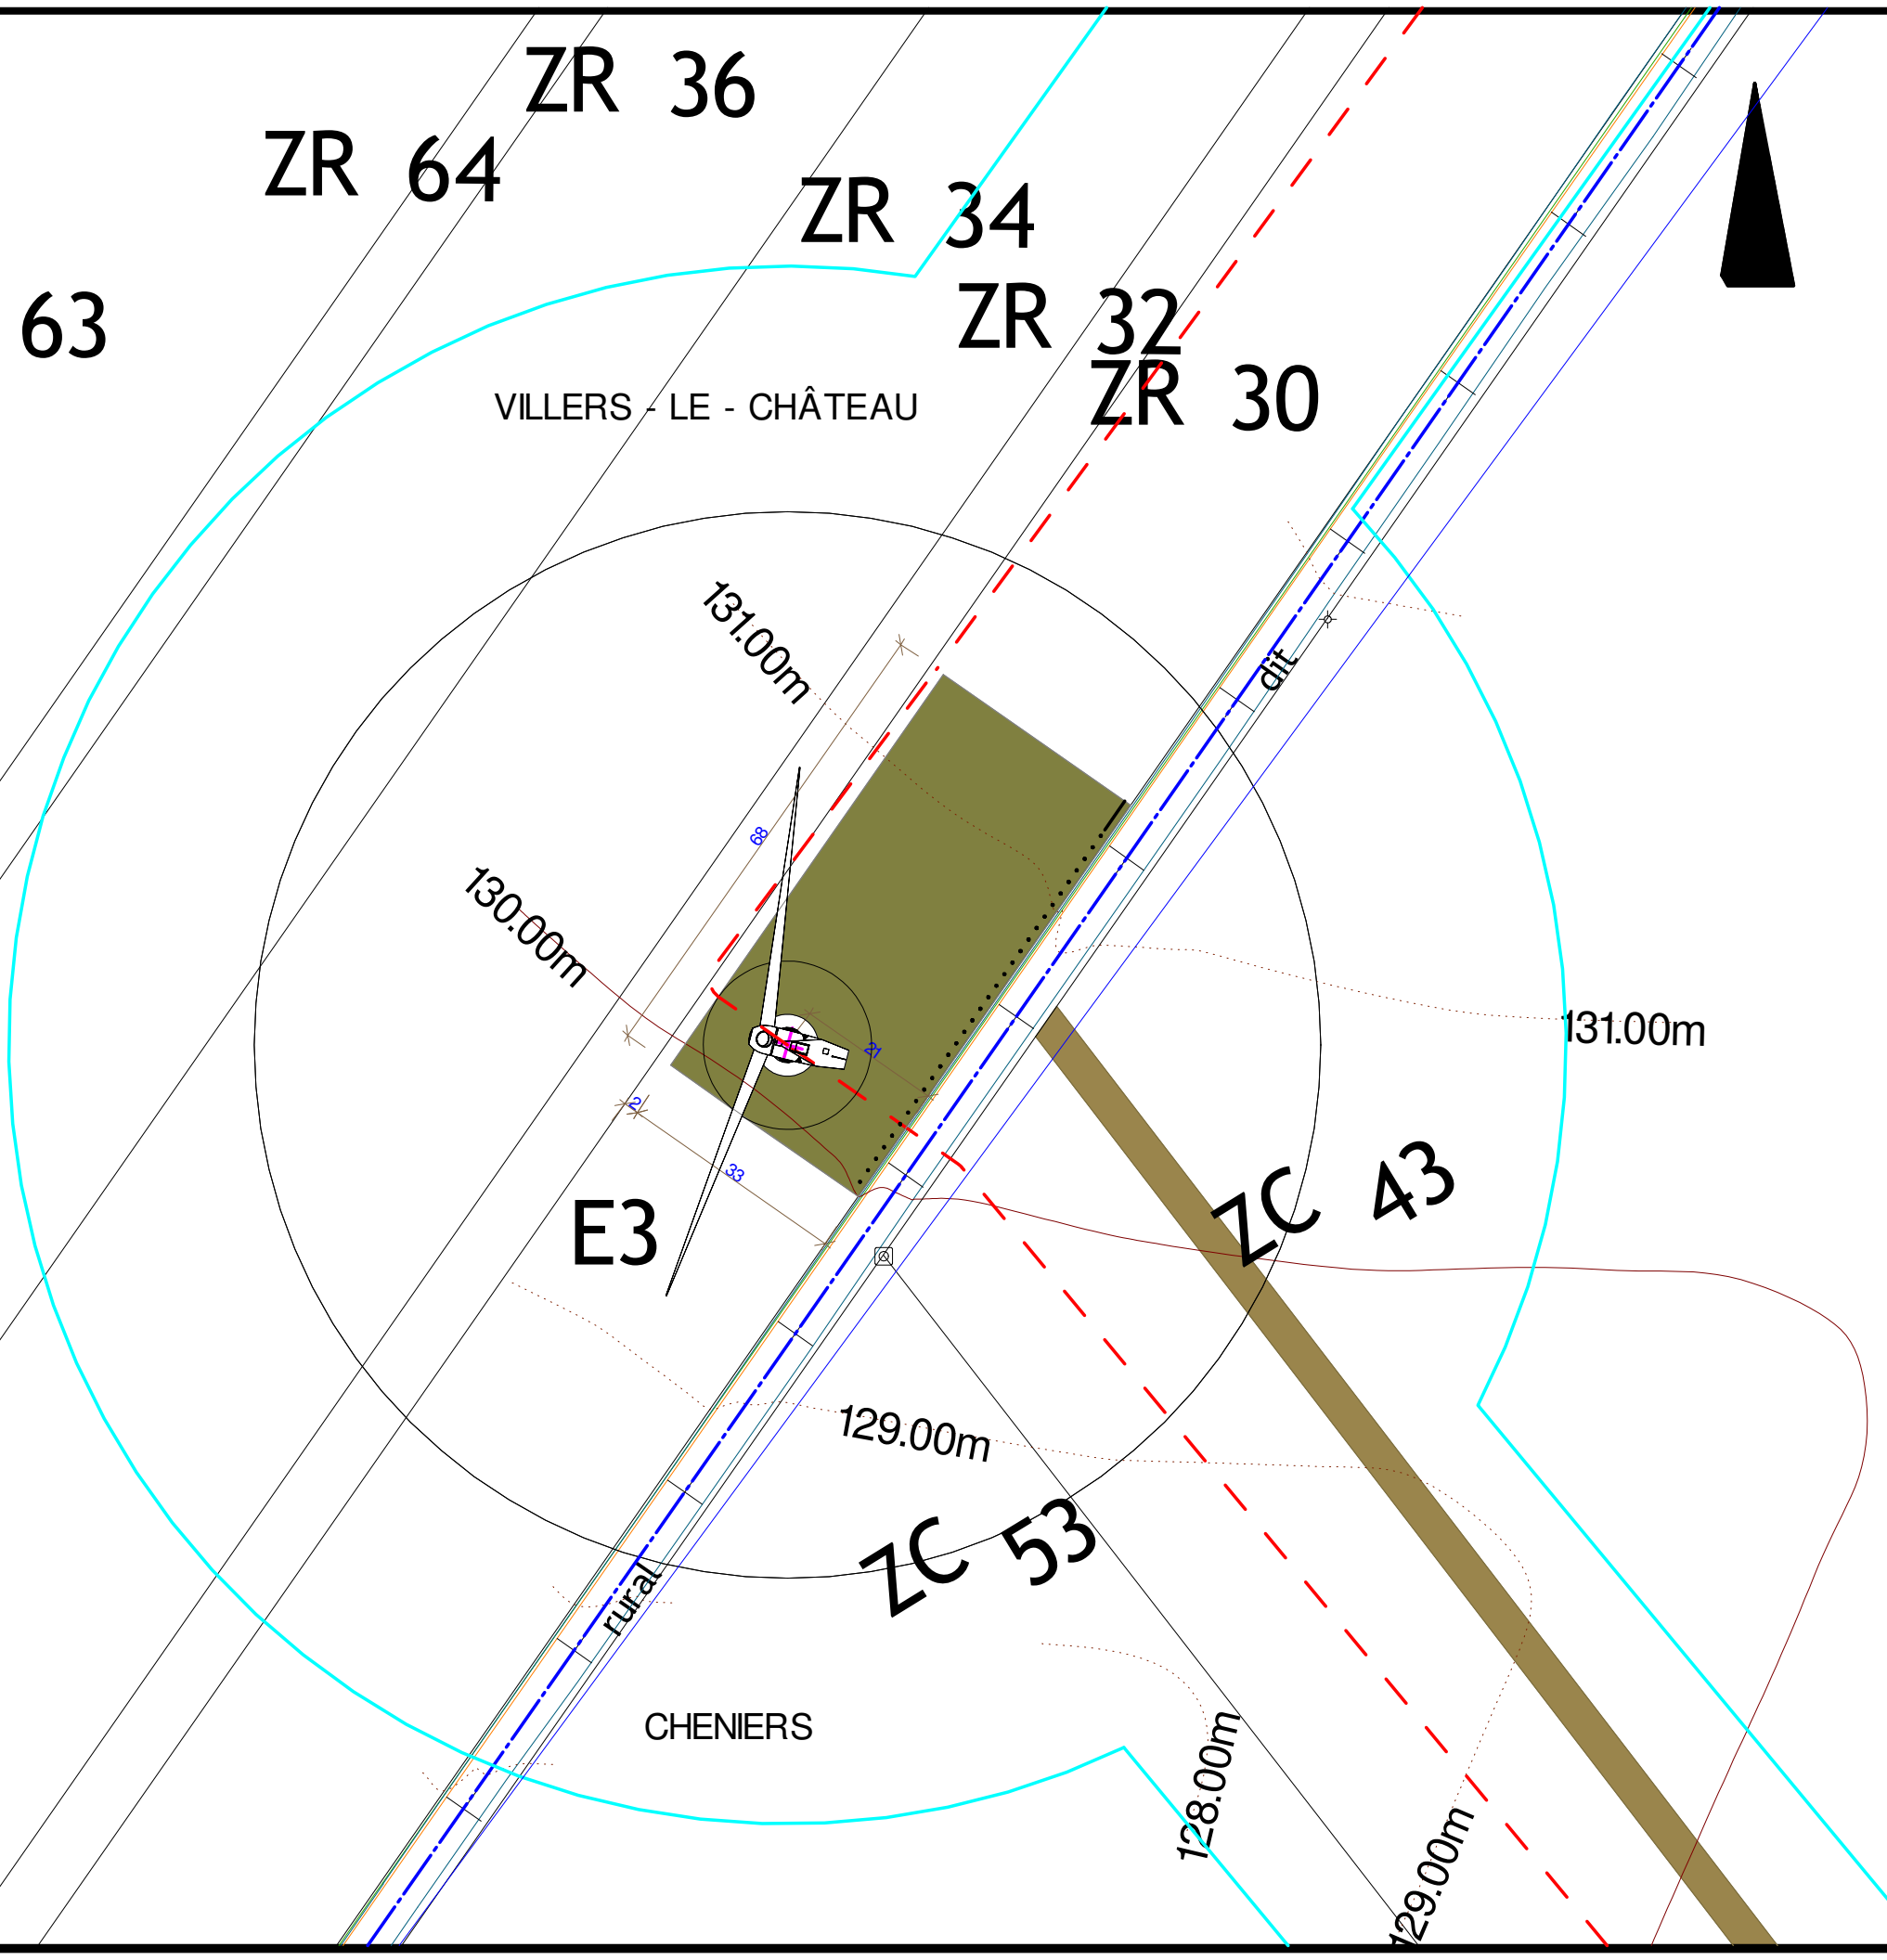 ZR 36
ZR 64
ZR 34
63
ZR 32
ZR 30
VILLERS - LE - CHÂTEAU
131.00m
dit
68
130.00m
131.00m
21
2
33
E3
ZC 43
129.00m
ZC 53
rural
CHENIERS
128.00m
129.00m